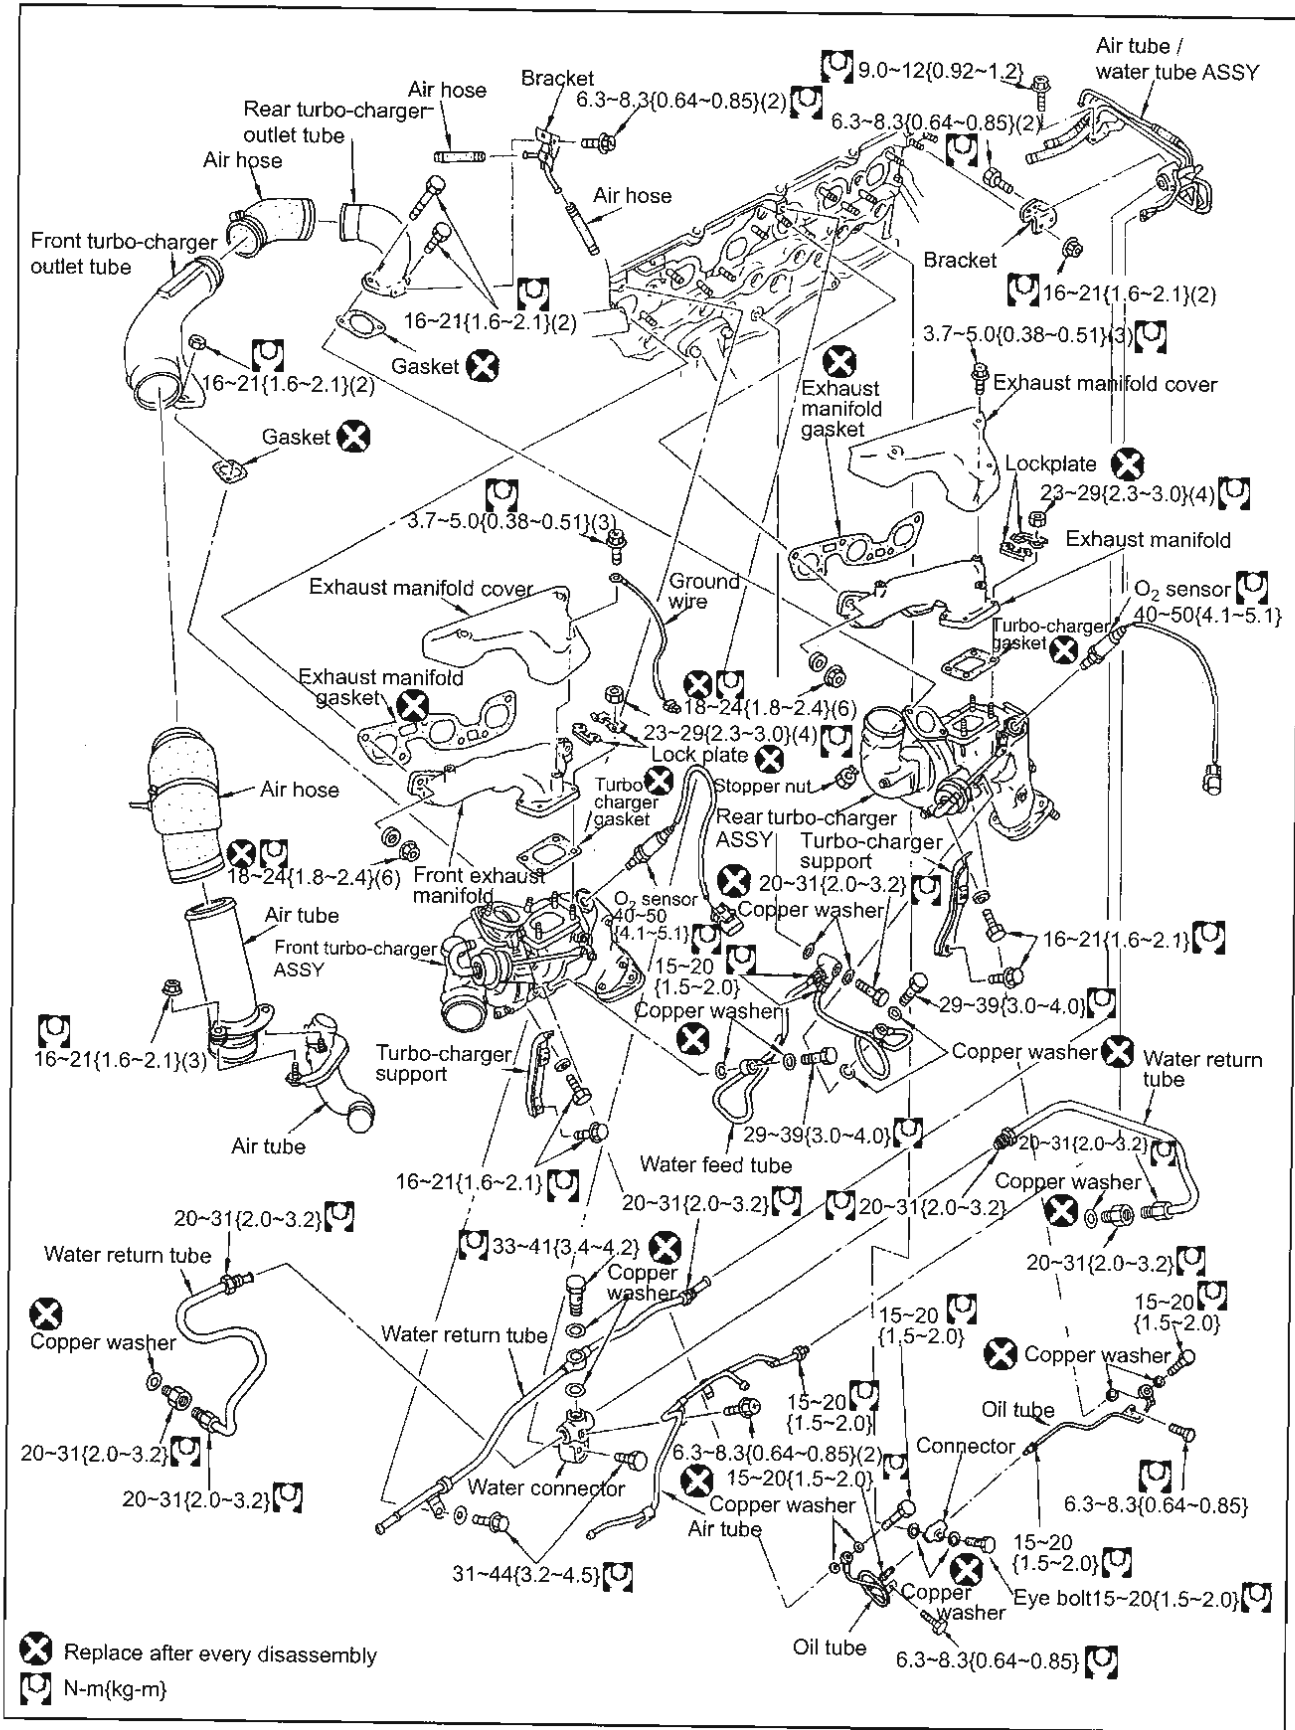 Air tube /
water tube ASSY
9.0~12{0.92~1.2}
Bracket
Air hose
6.3~8.3{0.64~0.85}(2)
Rear turbo-charger
outlet tube
6.3~8.3{0.64~0.85}(2)
Air hose
Air hose
Front turbo-charger
outlet tube
Bracket
16~21{1.6~2.1}(2)
16~21{1.6~2.1}(2)
3.7~5.0{0.38~0.51}(3)
Gasket
16~21{1.6~2.1}(2)
Exhaust
manifold
gasket
Exhaust manifold cover
Gasket
Lockplate
23~29{2.3~3.0}(4)
3.7~5.0{0.38~0.51}(3)
Exhaust manifold
Exhaust manifold cover
Ground
wire
O2 sensor
40~50{4.1~5.1}
Turbo-charger
gasket
Exhaust manifold
gasket
18~24{1.8~2.4}(6)
23~29{2.3~3.0}(4)
Lock plate
Stopper nut
Turbo
charger
gasket
Air hose
Rear turbo-charger
ASSY
Turbo-charger
support
18~24{1.8~2.4}(6)
Front exhaust
manifold
20~31{2.0~3.2}
Copper washer
O2 sensor
40~50
{4.1~5.1}
Air tube
Front turbo-charger
ASSY
16~21{1.6~2.1}
15~20
{1.5~2.0}
29~39{3.0~4.0}
Copper washer
16~21{1.6~2.1}(3)
Turbo-charger
support
Copper washer
Water return
tube
Air tube
29~39{3.0~4.0}
20~31{2.0~3.2}
Water feed tube
16~21{1.6~2.1}
20~31{2.0~3.2}
20~31{2.0~3.2}
Copper washer
20~31{2.0~3.2}
Water return tube
33~41{3.4~4.2}
Copper
washer
20~31{2.0~3.2}
15~20
{1.5~2.0}
15~20
{1.5~2.0}
Copper washer
Water return tube
Copper washer
15~20
{1.5~2.0}
Oil tube
Connector
20~31{2.0~3.2}
20~31{2.0~3.2}
6.3~8.3{0.64~0.85}(2)
Water connector
15~20{1.5~2.0}
Copper washer
Air tube
6.3~8.3{0.64~0.85}
15~20
{1.5~2.0}
31~44{3.2~4.5}
Copper
washer
Eye bolt15~20{1.5~2.0}
Oil tube
6.3~8.3{0.64~0.85}
Replace after every disassembly
N-m{kg-m}